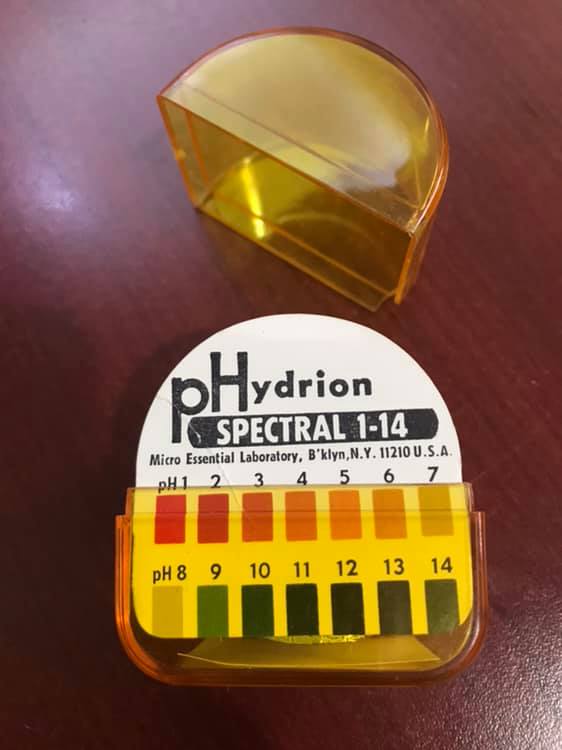 pHydrion
SPECTRAL 1-14
Micro Essential Laboratory, B'klyn, N.Y. 11210 U.S.A.
pH 1 2 3 4 5 6 7
pH 8 9 10 11 12 13 14